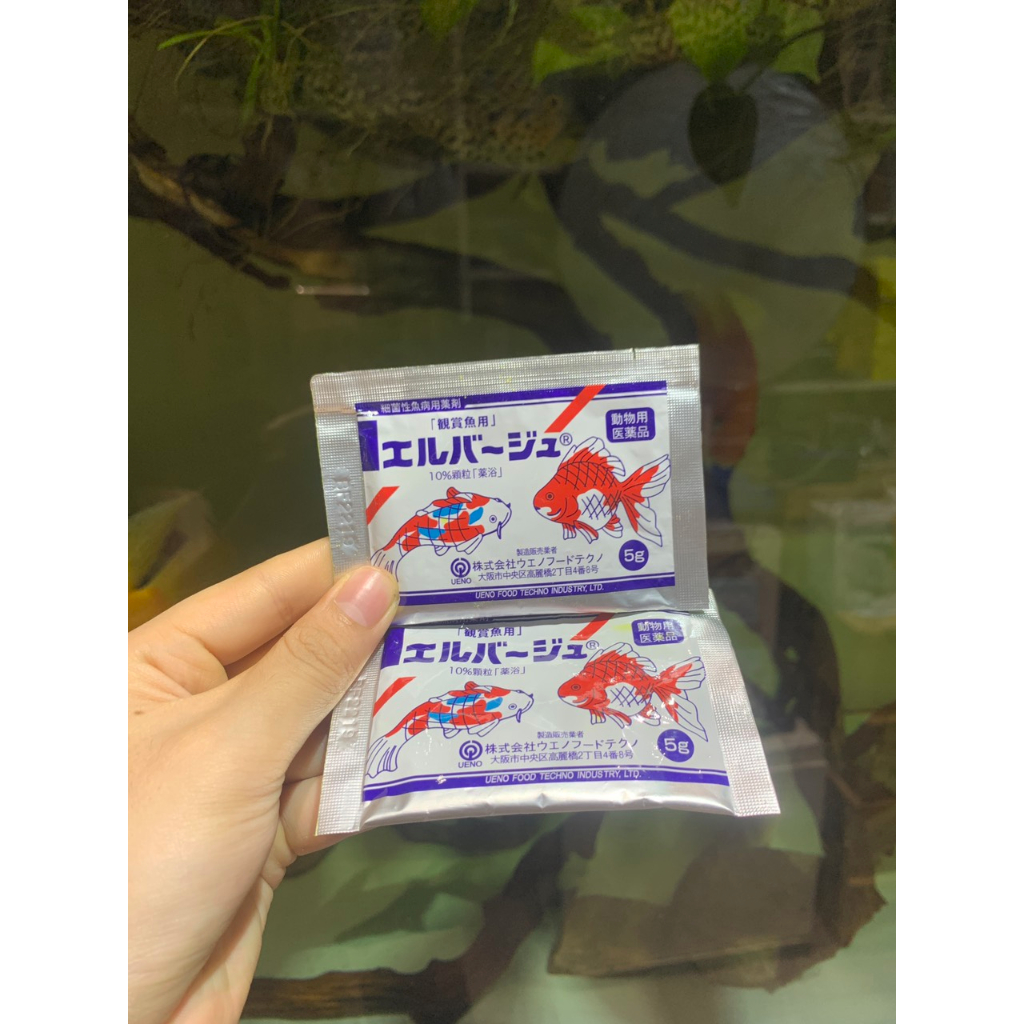 細菌性魚病用薬剤
「観賞魚用」
動物用
医薬品
エルバージュ®
10%顆粒「薬浴」
製造販売業者
株式会社ウエノフードテクノ
UENO
大阪市中央区高麗橋2丁目4番8号
5g
UENO FOOD TECHNO INDUSTRY, LTD.
「観賞魚用」
動物用
医薬品
エルバージュ®
10%顆粒「薬浴」
製造販売業者
株式会社ウエノフードテクノ
UENO
大阪市中央区高麗橋2丁目4番8号
5g
UENO FOOD TECHNO INDUSTRY, LTD.